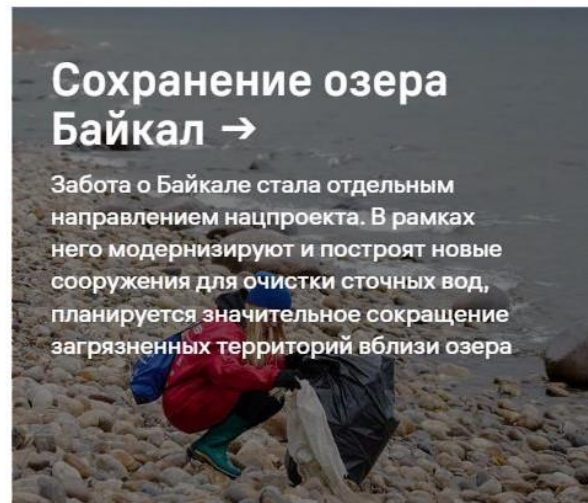 Сохранение озера
Байкал →
Забота о Байкале стала отдельным
направлением нацпроекта. В рамках
него модернизируют и построят новые
сооружения для очистки сточных вод,
планируется значительное сокращение
загрязненных территорий вблизи озера